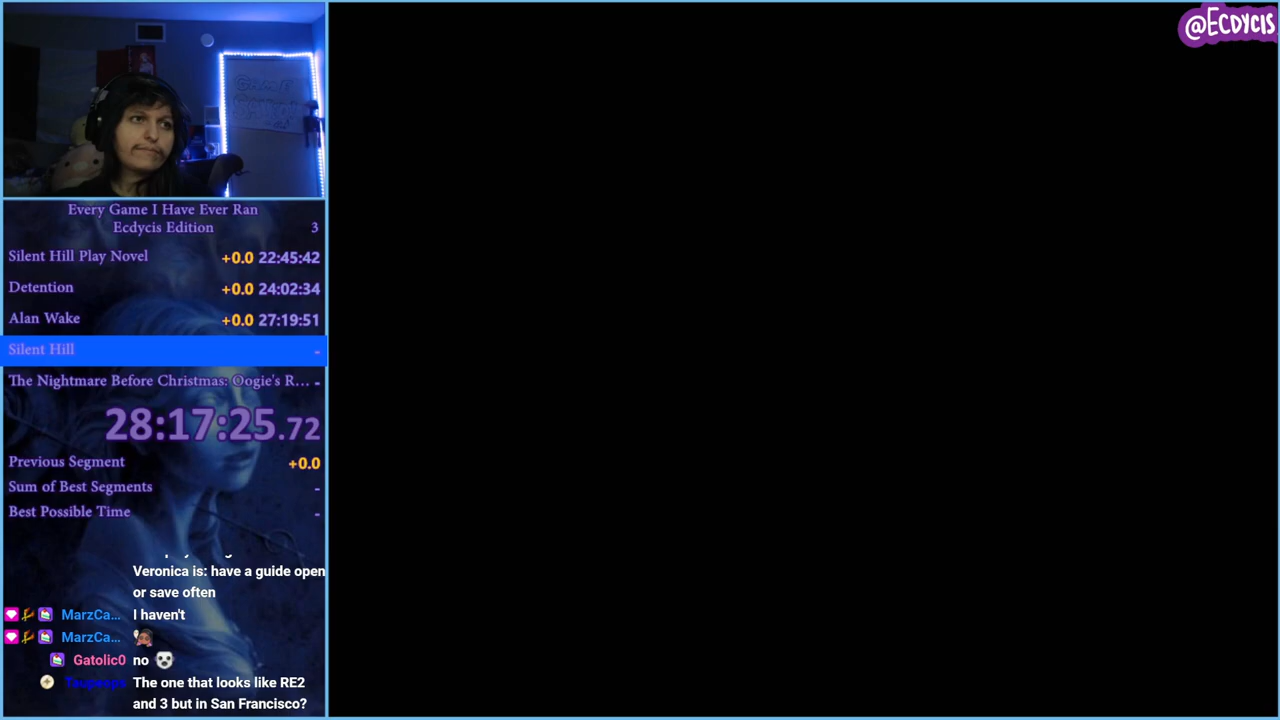 @ECDYCIS
GAME
Every Game I Have Ever Ran
Ecdycis Edition 3
Silent Hill Play Novel +0.0 22:45:42
Detention +0.0 24:02:34
Alan Wake +0.0 27:19:51
Silent Hill -
The Nightmare Before Christmas: Oogie's R... -
28:17:25.72
Previous Segment +0.0
Sum of Best Segments -
Best Possible Time -
Veronica is: have a guide open
or save often
MarzCa... I haven't
MarzCa...
Gatolic0 no
The one that looks like RE2
and 3 but in San Francisco?